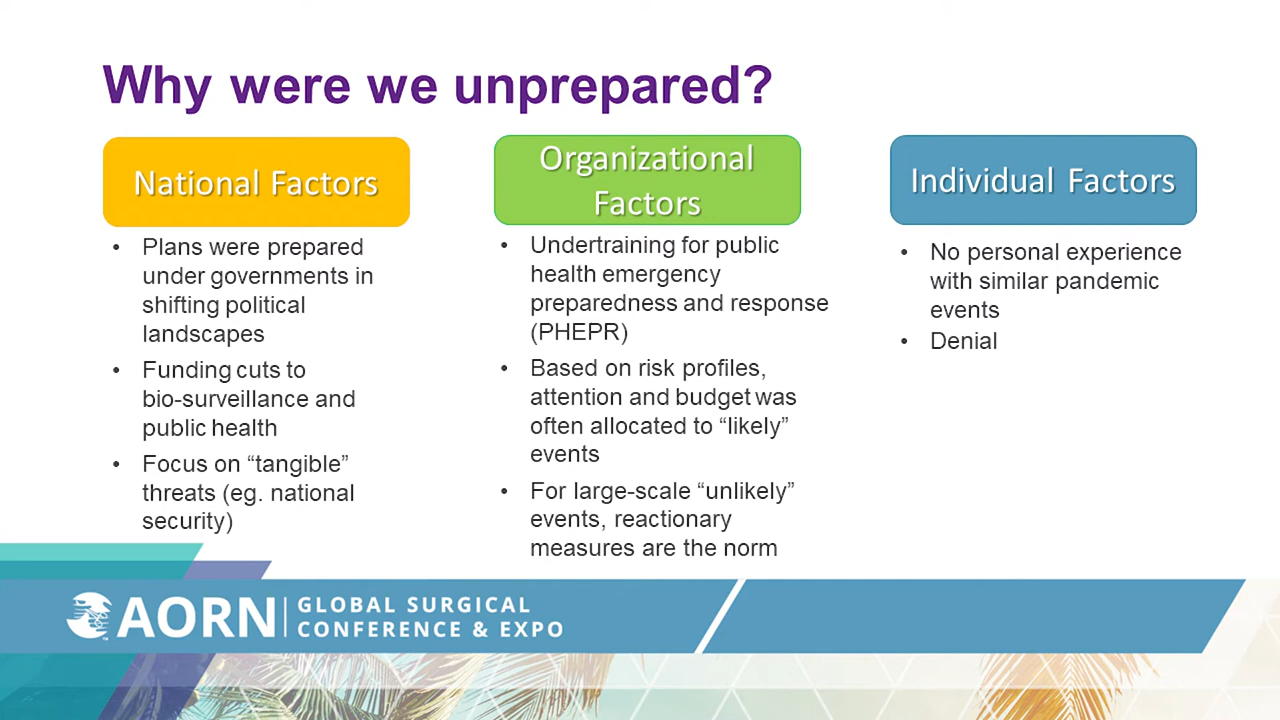 Why were we unprepared?
National Factors
• Plans were prepared
under governments in
shifting political
landscapes
• Funding cuts to
bio-surveillance and
public health
• Focus on “tangible”
threats (eg. national
security)
Organizational
Factors
• Undertraining for public
health emergency
preparedness and response
(PHEPR)
• Based on risk profiles,
attention and budget was
often allocated to “likely”
events
• For large-scale “unlikely”
events, reactionary
measures are the norm
Individual Factors
• No personal experience
with similar pandemic
events
• Denial
AORN
GLOBAL SURGICAL
CONFERENCE & EXPO